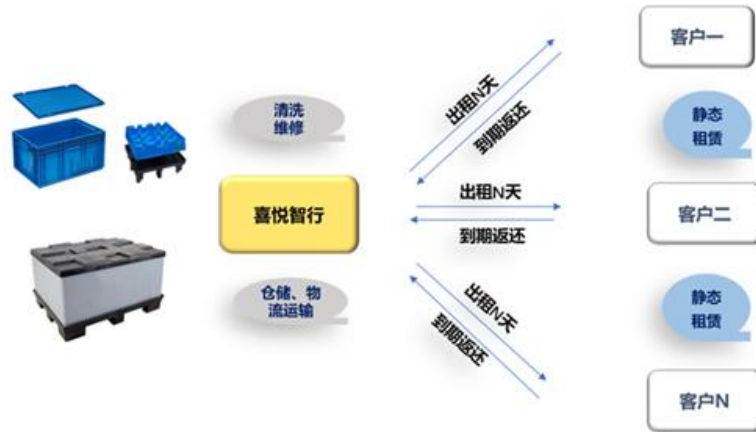 客户一
出租N天
到期返还
清洗
维修
静态
租赁
喜悦智行
出租N天
到期返还
客户二
仓储、物
流运输
出租N天
到期返还
静态
租赁
客户N